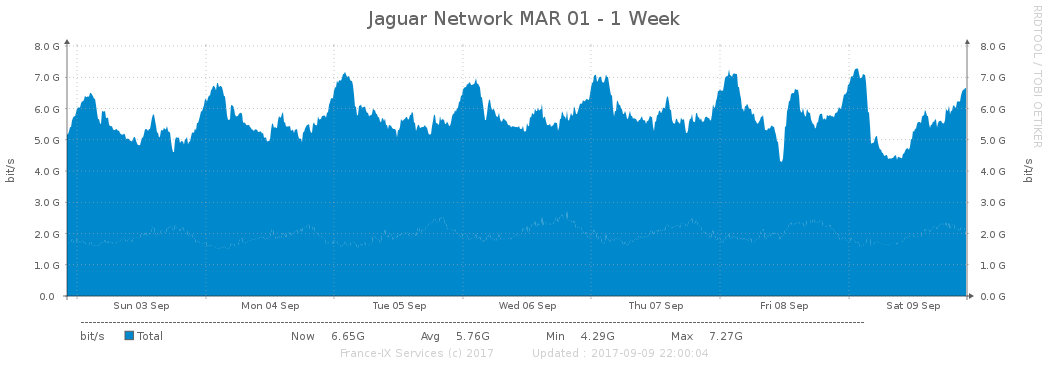 Jaguar Network MAR 01 - 1 Week
RRDTOOL / TOBI OETIKER
8.0 G 8.0 G
7.0 G 7.0 G
6.0 G 6.0 G
5.0 G 5.0 G
4.0 G 4.0 G
3.0 G 3.0 G
2.0 G 2.0 G
1.0 G 1.0 G
0.0 0.0 G
bit/s bit/s
Sun 03 Sep Mon 04 Sep Tue 05 Sep Wed 06 Sep Thu 07 Sep Fri 08 Sep Sat 09 Sep
bit/s Total Now 6.65G Avg 5.76G Min 4.29G Max 7.27G
France-IX Services (c) 2017 Updated : 2017-09-09 22:00:04